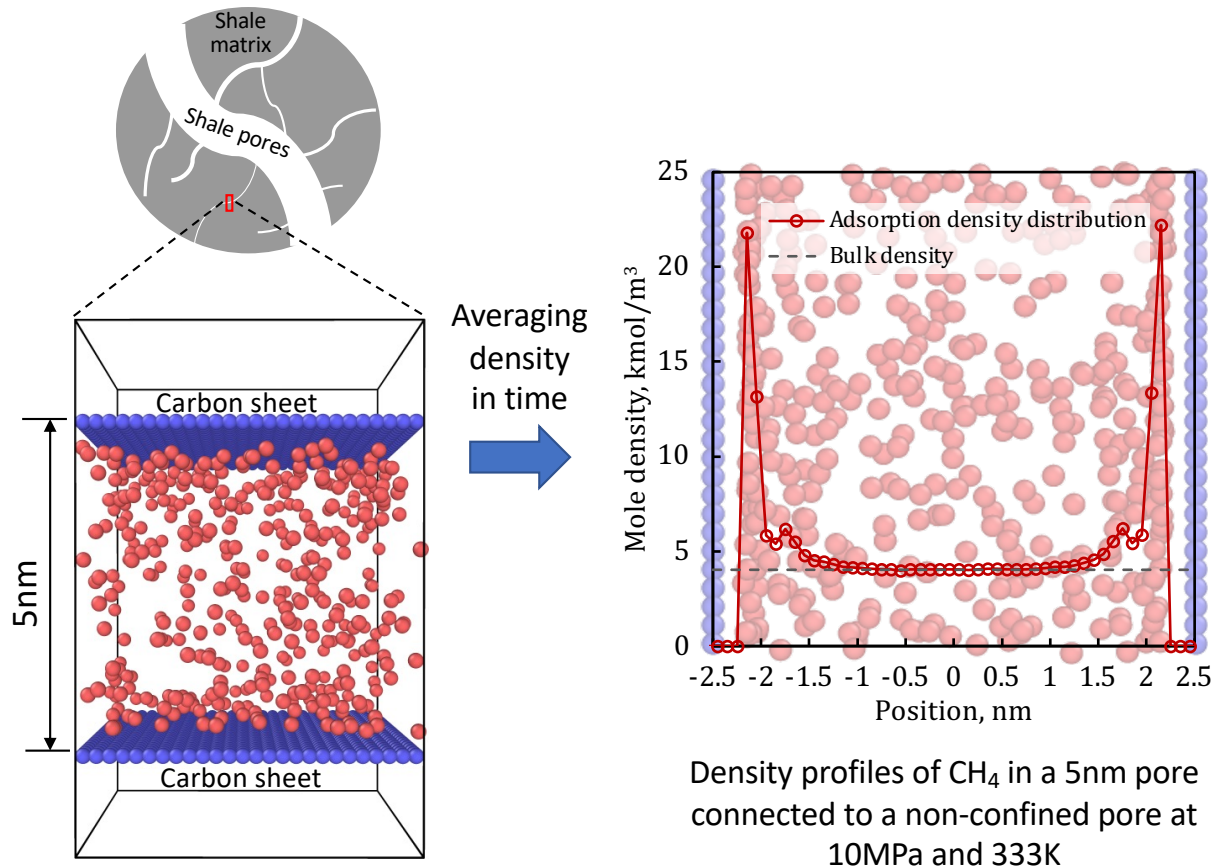 Shale
matrix
Shale pores
Carbon sheet
5nm
Carbon sheet
Averaging
density
in time
Mole density, kmol/m³
25
20
15
10
5
0
Adsorption density distribution
Bulk density
-2.5 -2 -1.5 -1 -0.5 0 0.5 1 1.5 2 2.5
Position, nm
Density profiles of CH₄ in a 5nm pore
connected to a non-confined pore at
10MPa and 333K